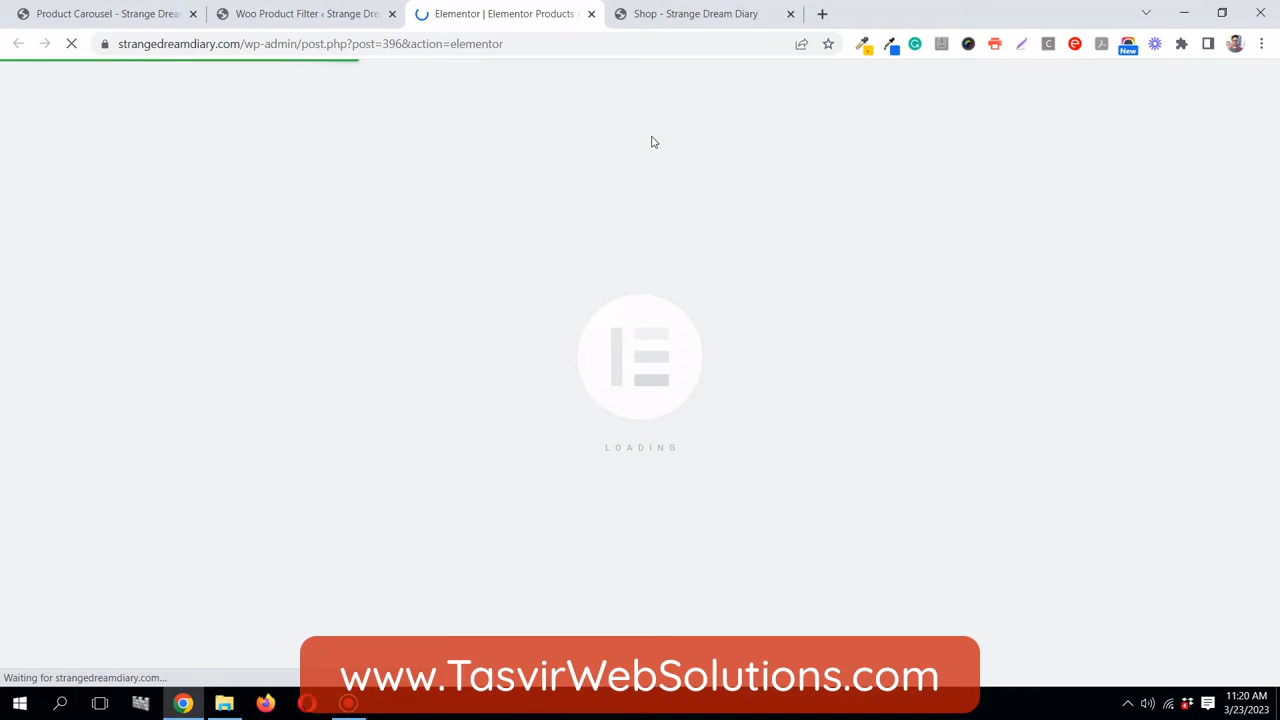 Product Carousel - Strange Dream
Woo Product Filter ‹ Strange Dre
Elementor | Elementor Products
Shop - Strange Dream Diary
strangedreamdiary.com/wp-admin/post.php?post=396&action=elementor
New
LOADING
Waiting for strangedreamdiary.com...
www.TasvirWebSolutions.com
11:20 AM
3/23/2023